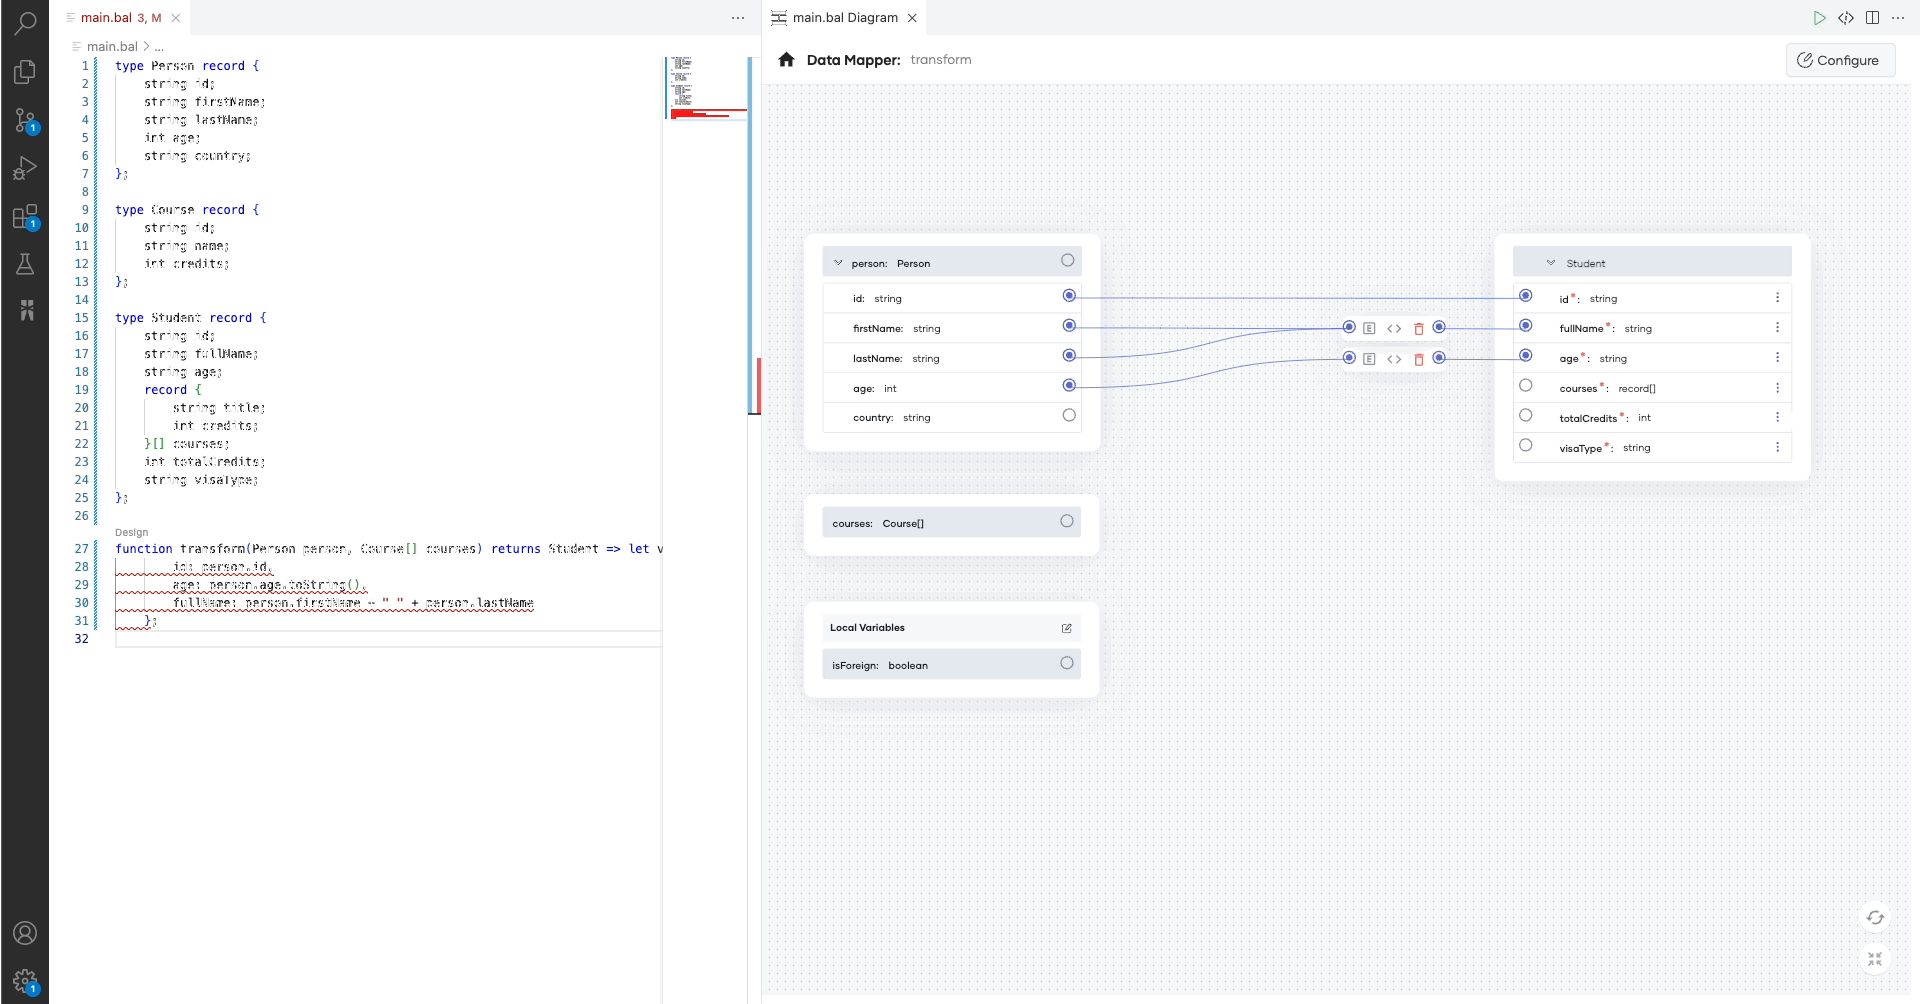 main.bal 3, M
main.bal > ...
1 type Person record {
2 string id;
3 string firstName;
4 string lastName;
5 int age;
6 string country;
7 };
8
9 type Course record {
10 string id;
11 string name;
12 int credits;
13 };
14
15 type Student record {
16 string id;
17 string fullName;
18 string age;
19 record {
20 string title;
21 int credits;
22 }[] courses;
23 int totalCredits;
24 string visaType;
25 };
26
Design
27 function transform(Person person, Course[] courses) returns Student => let v
28 id: person.id,
29 age: person.age.toString(),
30 fullName: person.firstName + " " + person.lastName
31 };
32
1
1
1
main.bal Diagram
Data Mapper: transform
Configure
person: Person
id: string
firstName: string
lastName: string
age: int
country: string
courses: Course[]
Local Variables
isForeign: boolean
E
E
Student
id*: string
fullName*: string
age*: string
courses*: record[]
totalCredits*: int
visaType*: string